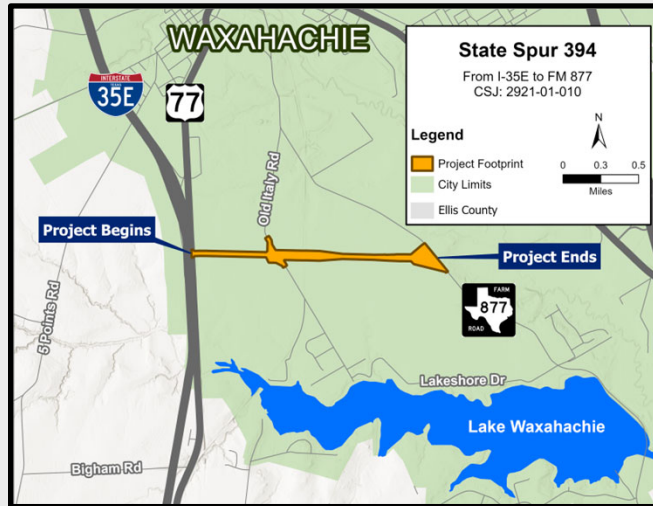 WAXAHACHIE
INTERSTATE
TEXAS
35E
77
Old Italy Rd
Project Begins
5 Points Rd
Project Ends
FARM
877
ROAD
Lakeshore Dr
Lake Waxahachie
Bigham Rd
State Spur 394
From I-35E to FM 877
CSJ: 2921-01-010
Legend
N
Project Footprint
City Limits
Ellis County
0 0.3 0.5
Miles